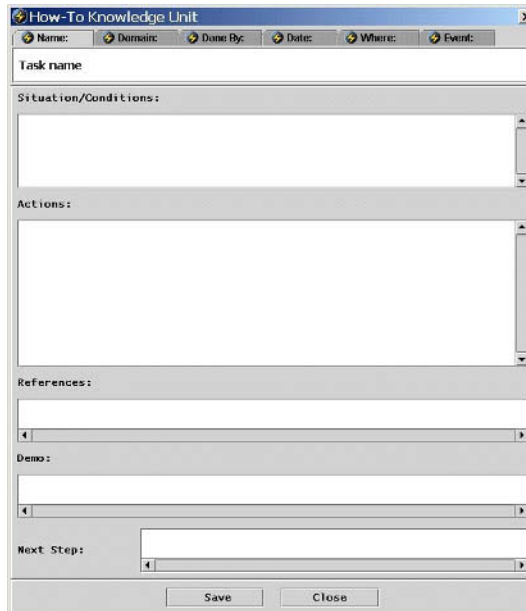 How-To Knowledge Unit
Name: Domain: Done By: Date: Where: Event:
Task name
Situation/Conditions:
Actions:
References:
Demo:
Next Step:
Save Close